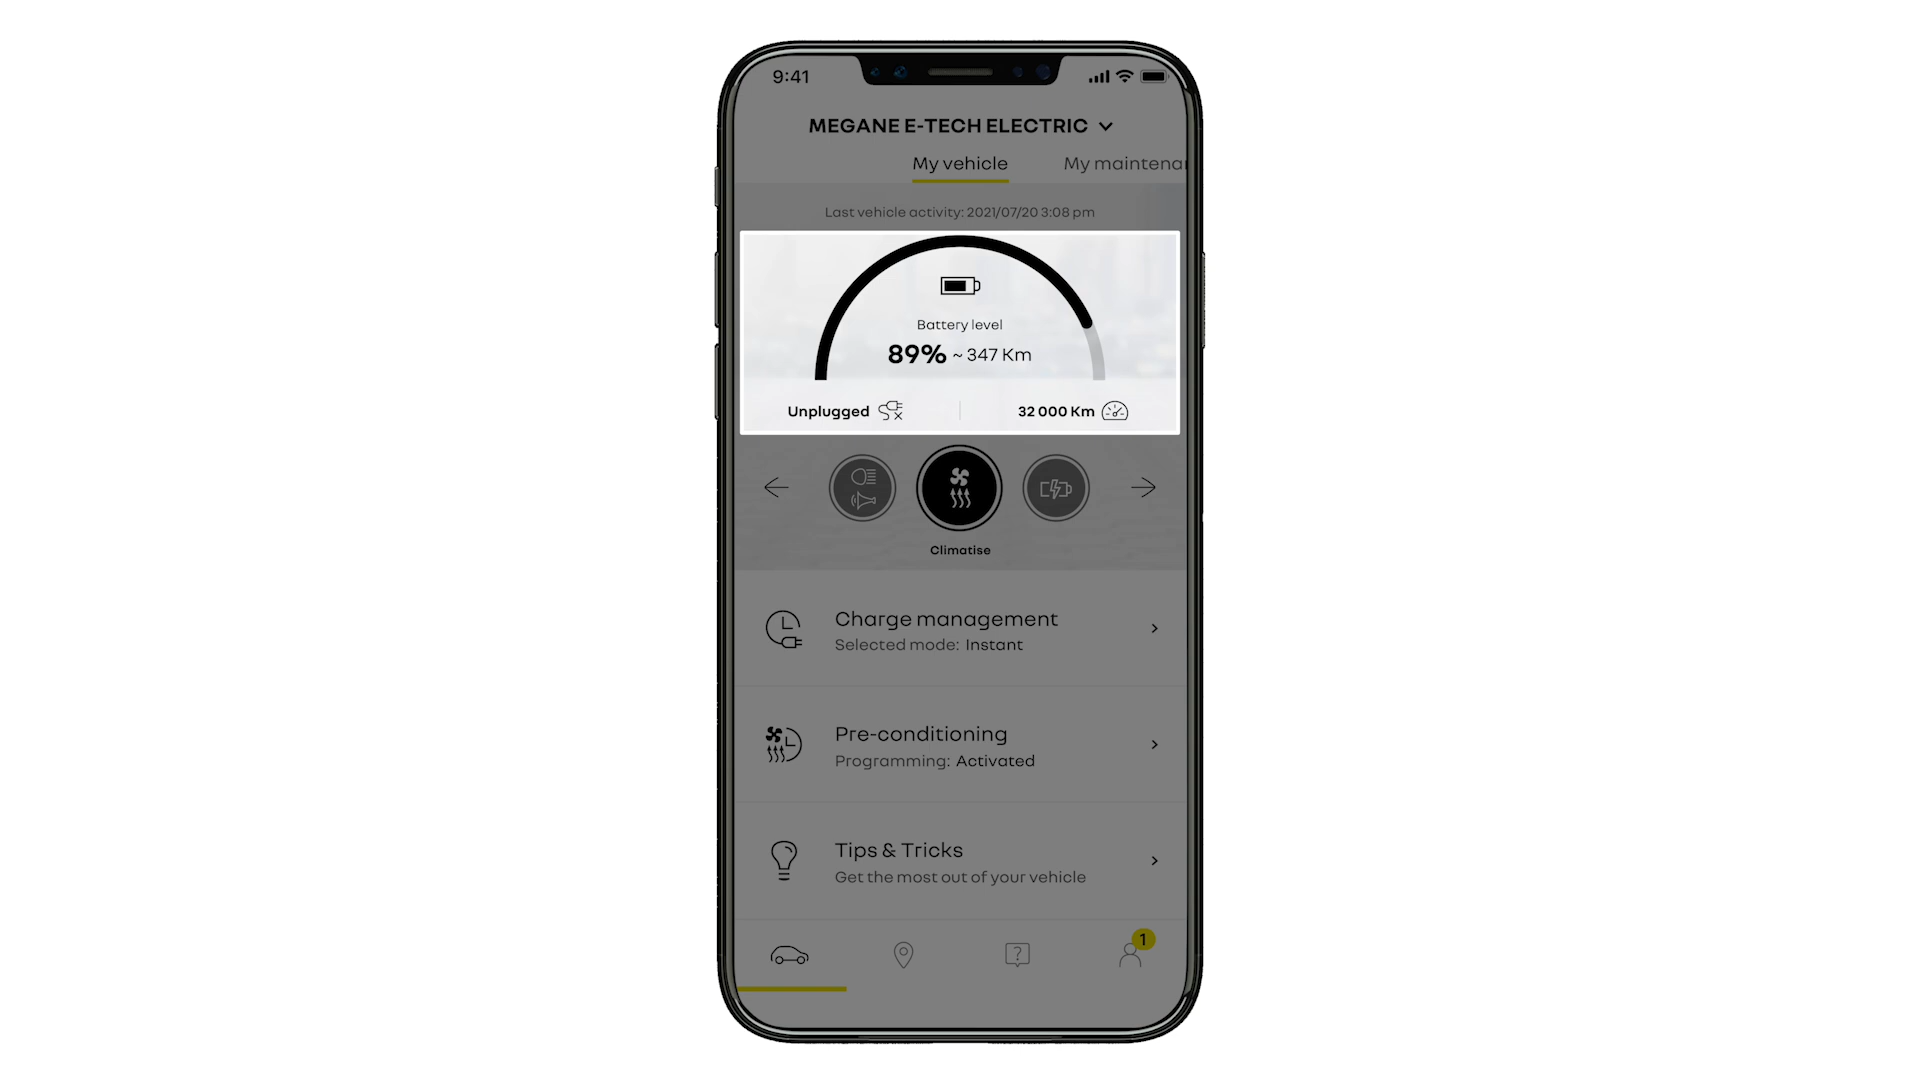 9:41
MEGANE E-TECH ELECTRIC
My vehicle My maintenan
Last vehicle activity: 2021/07/20 3:08 pm
Battery level
89% ~ 347 Km
Unplugged 32 000 Km
Climatise
Charge management
Selected mode: Instant
Pre-conditioning
Programming: Activated
Tips & Tricks
Get the most out of your vehicle
?
1